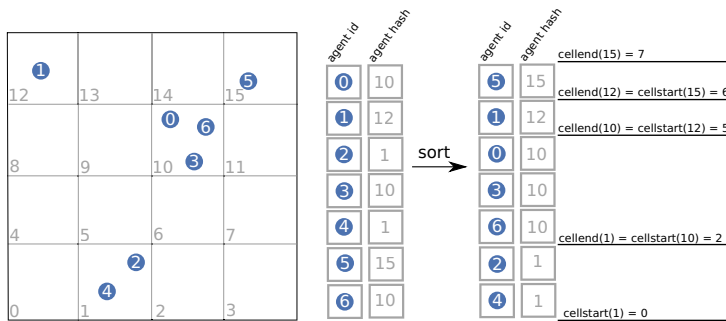 agent id agent hash agent id agent hash
cellend(15) = 7
1 5 0 10 5 15
12 13 14 15 cellend(12) = cellstart(15) = 6
0 6 1 12 1 12
cellend(10) = cellstart(12) = 5
3 2 1 sort 0 10
8 9 10 11
3 10 3 10
4 1 6 10
4 5 6 7 cellend(1) = cellstart(10) = 2
2 5 15 2 1
4 6 10 4 1
0 1 2 3 cellstart(1) = 0